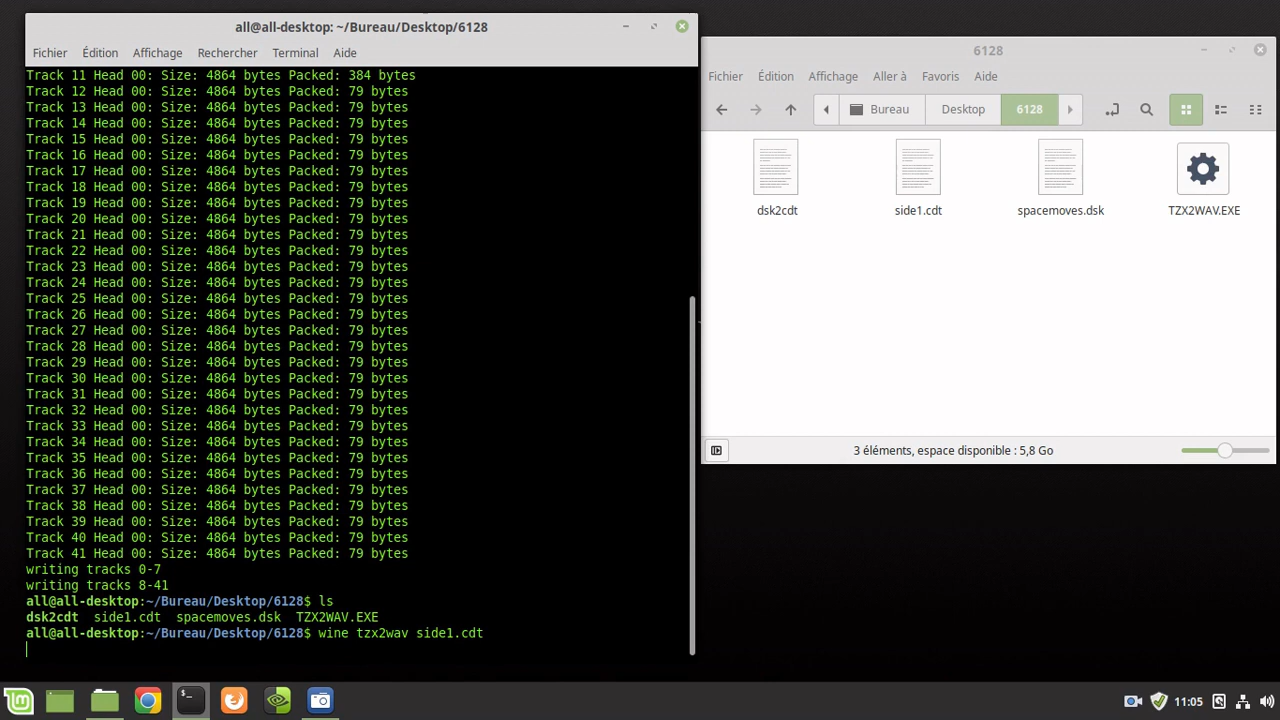 all@all-desktop: ~/Bureau/Desktop/6128
Fichier Édition Affichage Rechercher Terminal Aide
Track 11 Head 00: Size: 4864 bytes Packed: 384 bytes
Track 12 Head 00: Size: 4864 bytes Packed: 79 bytes
Track 13 Head 00: Size: 4864 bytes Packed: 79 bytes
Track 14 Head 00: Size: 4864 bytes Packed: 79 bytes
Track 15 Head 00: Size: 4864 bytes Packed: 79 bytes
Track 16 Head 00: Size: 4864 bytes Packed: 79 bytes
Track 17 Head 00: Size: 4864 bytes Packed: 79 bytes
Track 18 Head 00: Size: 4864 bytes Packed: 79 bytes
Track 19 Head 00: Size: 4864 bytes Packed: 79 bytes
Track 20 Head 00: Size: 4864 bytes Packed: 79 bytes
Track 21 Head 00: Size: 4864 bytes Packed: 79 bytes
Track 22 Head 00: Size: 4864 bytes Packed: 79 bytes
Track 23 Head 00: Size: 4864 bytes Packed: 79 bytes
Track 24 Head 00: Size: 4864 bytes Packed: 79 bytes
Track 25 Head 00: Size: 4864 bytes Packed: 79 bytes
Track 26 Head 00: Size: 4864 bytes Packed: 79 bytes
Track 27 Head 00: Size: 4864 bytes Packed: 79 bytes
Track 28 Head 00: Size: 4864 bytes Packed: 79 bytes
Track 29 Head 00: Size: 4864 bytes Packed: 79 bytes
Track 30 Head 00: Size: 4864 bytes Packed: 79 bytes
Track 31 Head 00: Size: 4864 bytes Packed: 79 bytes
Track 32 Head 00: Size: 4864 bytes Packed: 79 bytes
Track 33 Head 00: Size: 4864 bytes Packed: 79 bytes
Track 34 Head 00: Size: 4864 bytes Packed: 79 bytes
Track 35 Head 00: Size: 4864 bytes Packed: 79 bytes
Track 36 Head 00: Size: 4864 bytes Packed: 79 bytes
Track 37 Head 00: Size: 4864 bytes Packed: 79 bytes
Track 38 Head 00: Size: 4864 bytes Packed: 79 bytes
Track 39 Head 00: Size: 4864 bytes Packed: 79 bytes
Track 40 Head 00: Size: 4864 bytes Packed: 79 bytes
Track 41 Head 00: Size: 4864 bytes Packed: 79 bytes
writing tracks 0-7
writing tracks 8-41
all@all-desktop:~/Bureau/Desktop/6128$ ls
dsk2cdt side1.cdt spacemoves.dsk TZX2WAV.EXE
all@all-desktop:~/Bureau/Desktop/6128$ wine tzx2wav side1.cdt
6128
Fichier Édition Affichage Aller à Favoris Aide
Bureau Desktop 6128
dsk2cdt side1.cdt spacemoves.dsk TZX2WAV.EXE
3 éléments, espace disponible : 5,8 Go
11:05